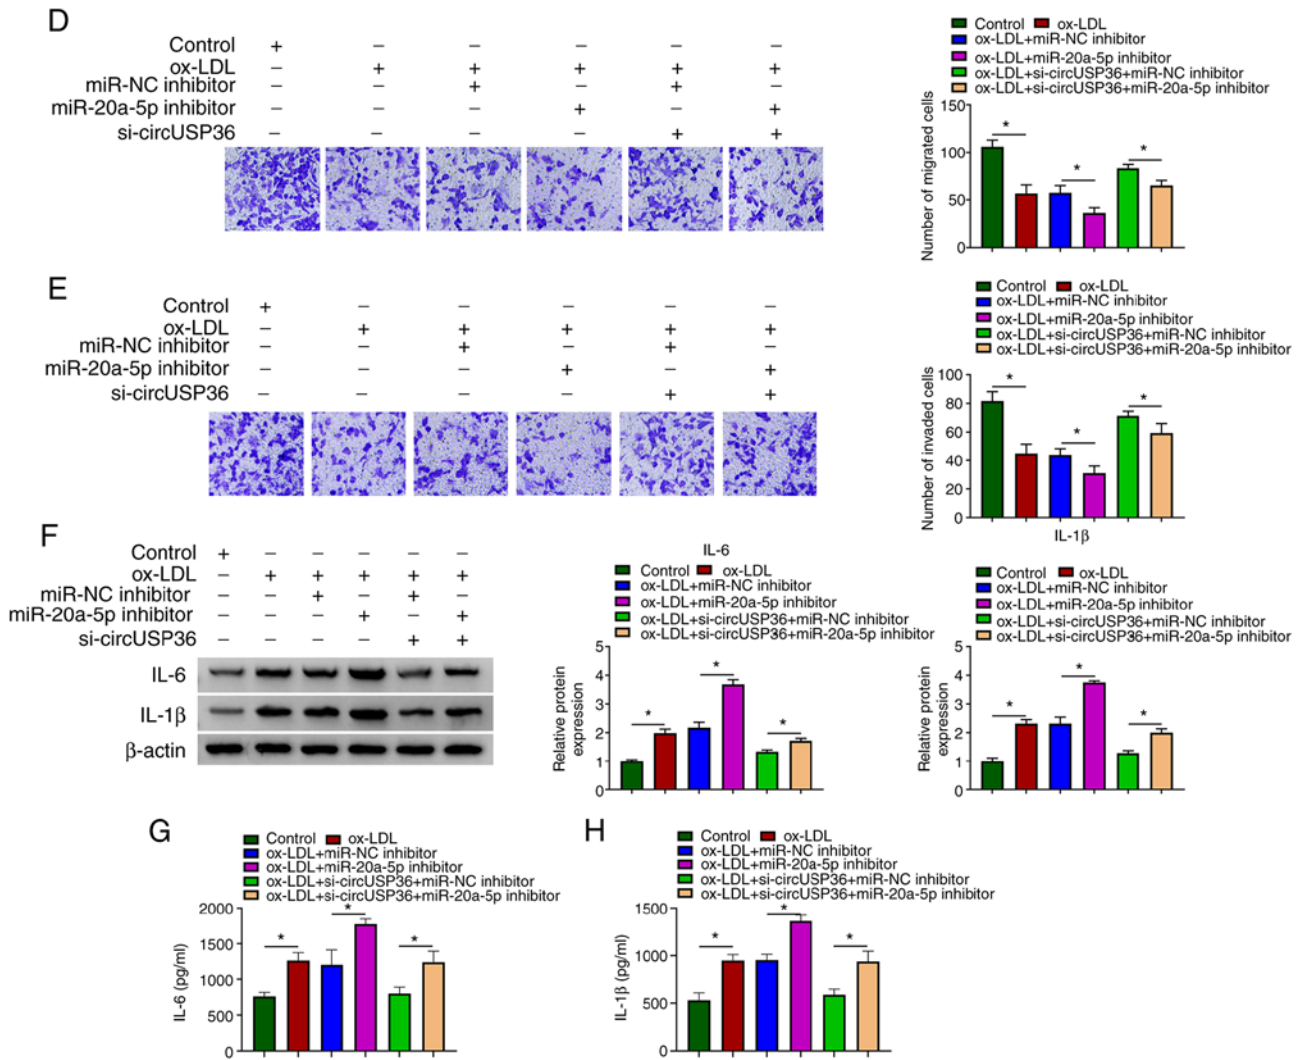 D
Control + − − − − −
ox-LDL − + + + + +
miR-NC inhibitor − − + − + −
miR-20a-5p inhibitor − − − + − +
si-circUSP36 − − − − + +
Control ox-LDL
ox-LDL+miR-NC inhibitor
ox-LDL+miR-20a-5p inhibitor
ox-LDL+si-circUSP36+miR-NC inhibitor
ox-LDL+si-circUSP36+miR-20a-5p inhibitor
Number of migrated cells
150
100
50
0
* * *
E
Control + − − − − −
ox-LDL − + + + + +
miR-NC inhibitor − − + − + −
miR-20a-5p inhibitor − − − + − +
si-circUSP36 − − − − + +
Control ox-LDL
ox-LDL+miR-NC inhibitor
ox-LDL+miR-20a-5p inhibitor
ox-LDL+si-circUSP36+miR-NC inhibitor
ox-LDL+si-circUSP36+miR-20a-5p inhibitor
Number of invaded cells
100
80
60
40
20
0
* * *
F
Control + − − − − −
ox-LDL − + + + + +
miR-NC inhibitor − − + − + −
miR-20a-5p inhibitor − − − + − +
si-circUSP36 − − − − + +
IL-6
IL-1β
β-actin
IL-6
Control ox-LDL
ox-LDL+miR-NC inhibitor
ox-LDL+miR-20a-5p inhibitor
ox-LDL+si-circUSP36+miR-NC inhibitor
ox-LDL+si-circUSP36+miR-20a-5p inhibitor
Relative protein
expression
5
4
3
2
1
0
* * *
IL-1β
Control ox-LDL
ox-LDL+miR-NC inhibitor
ox-LDL+miR-20a-5p inhibitor
ox-LDL+si-circUSP36+miR-NC inhibitor
ox-LDL+si-circUSP36+miR-20a-5p inhibitor
Relative protein
expression
5
4
3
2
1
0
* * *
G
Control ox-LDL
ox-LDL+miR-NC inhibitor
ox-LDL+miR-20a-5p inhibitor
ox-LDL+si-circUSP36+miR-NC inhibitor
ox-LDL+si-circUSP36+miR-20a-5p inhibitor
IL-6 (pg/ml)
2000
1500
1000
500
0
* * *
H
Control ox-LDL
ox-LDL+miR-NC inhibitor
ox-LDL+miR-20a-5p inhibitor
ox-LDL+si-circUSP36+miR-NC inhibitor
ox-LDL+si-circUSP36+miR-20a-5p inhibitor
IL-1β (pg/ml)
1500
1000
500
0
* * *